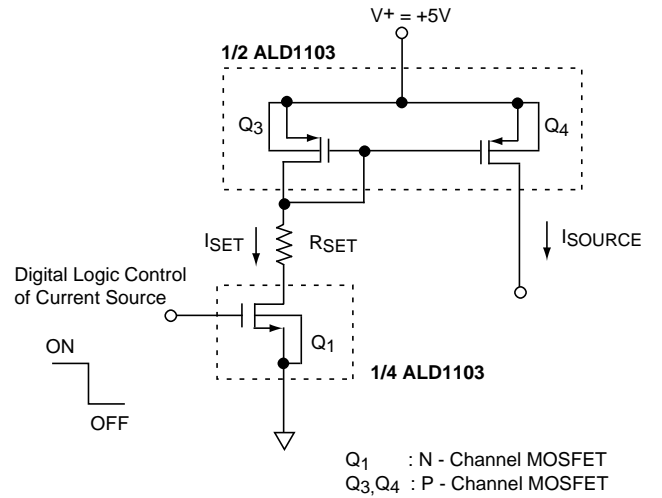 V+ = +5V
1/2 ALD1103
Q3
Q4
ISET
RSET
ISOURCE
Digital Logic Control
of Current Source
ON
OFF
Q1
1/4 ALD1103
Q1 : N - Channel MOSFET
Q3,Q4 : P - Channel MOSFET